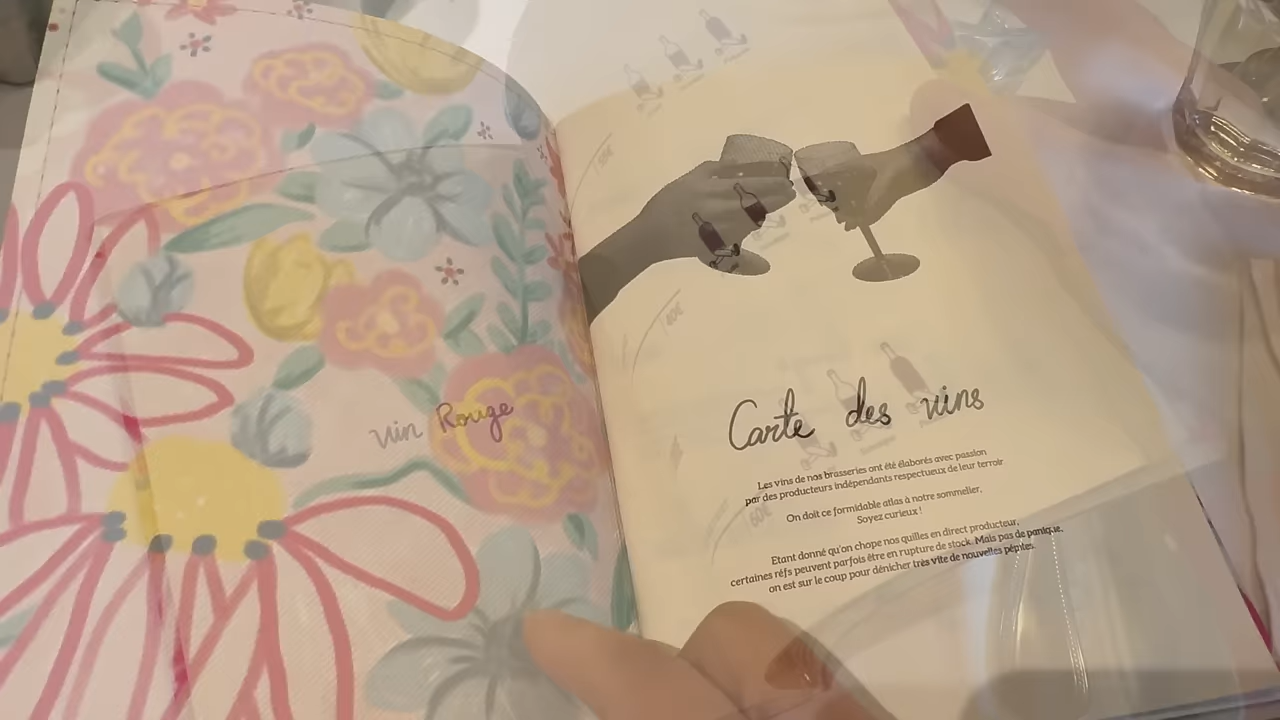 Vin Rouge
Carte des vins
Les vins de nos brasseries ont été élaborés avec passion
par des producteurs indépendants respectueux de leur terroir
On doit ce formidable atlas à notre sommelier.
Soyez curieux !
Etant donné qu'on chope nos quilles en direct producteur,
certaines réfs peuvent parfois être en rupture de stock. Mais pas de panique,
on est sur le coup pour dénicher très vite de nouvelles pépites.
60€